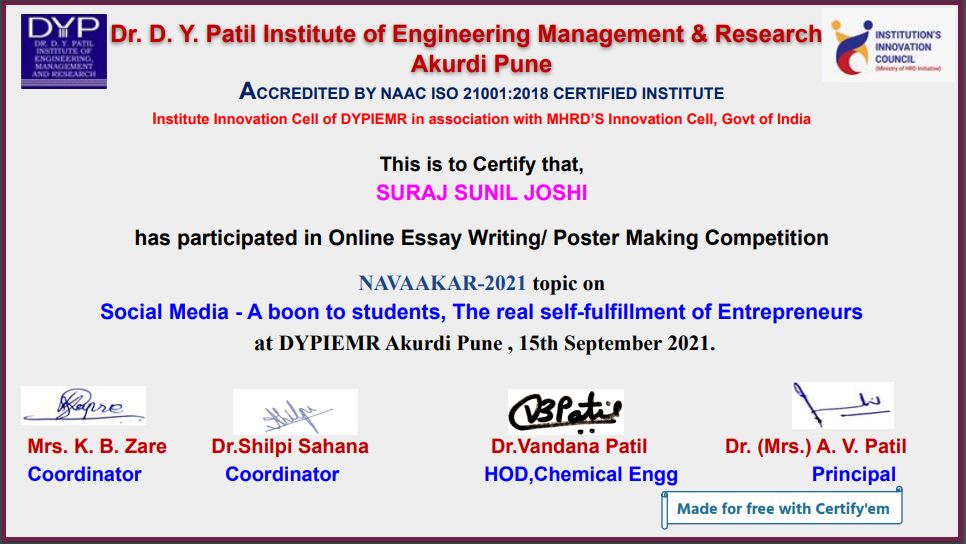 DYP
DR. D. Y. PATIL
INSTITUTE OF
ENGINEERING,
MANAGEMENT
AND RESEARCH
Dr. D. Y. Patil Institute of Engineering Management & Research
Akurdi Pune
INSTITUTION'S
INNOVATION
COUNCIL
(Ministry of HRD Initiative)
ACCREDITED BY NAAC ISO 21001:2018 CERTIFIED INSTITUTE
Institute Innovation Cell of DYPIEMR in association with MHRD'S Innovation Cell, Govt of India
This is to Certify that,
SURAJ SUNIL JOSHI
has participated in Online Essay Writing/ Poster Making Competition
NAVAAKAR-2021 topic on
Social Media - A boon to students, The real self-fulfillment of Entrepreneurs
at DYPIEMR Akurdi Pune , 15th September 2021.
VBPatil
Mrs. K. B. Zare Dr.Shilpi Sahana Dr.Vandana Patil Dr. (Mrs.) A. V. Patil
Coordinator Coordinator HOD,Chemical Engg Principal
Made for free with Certify'em